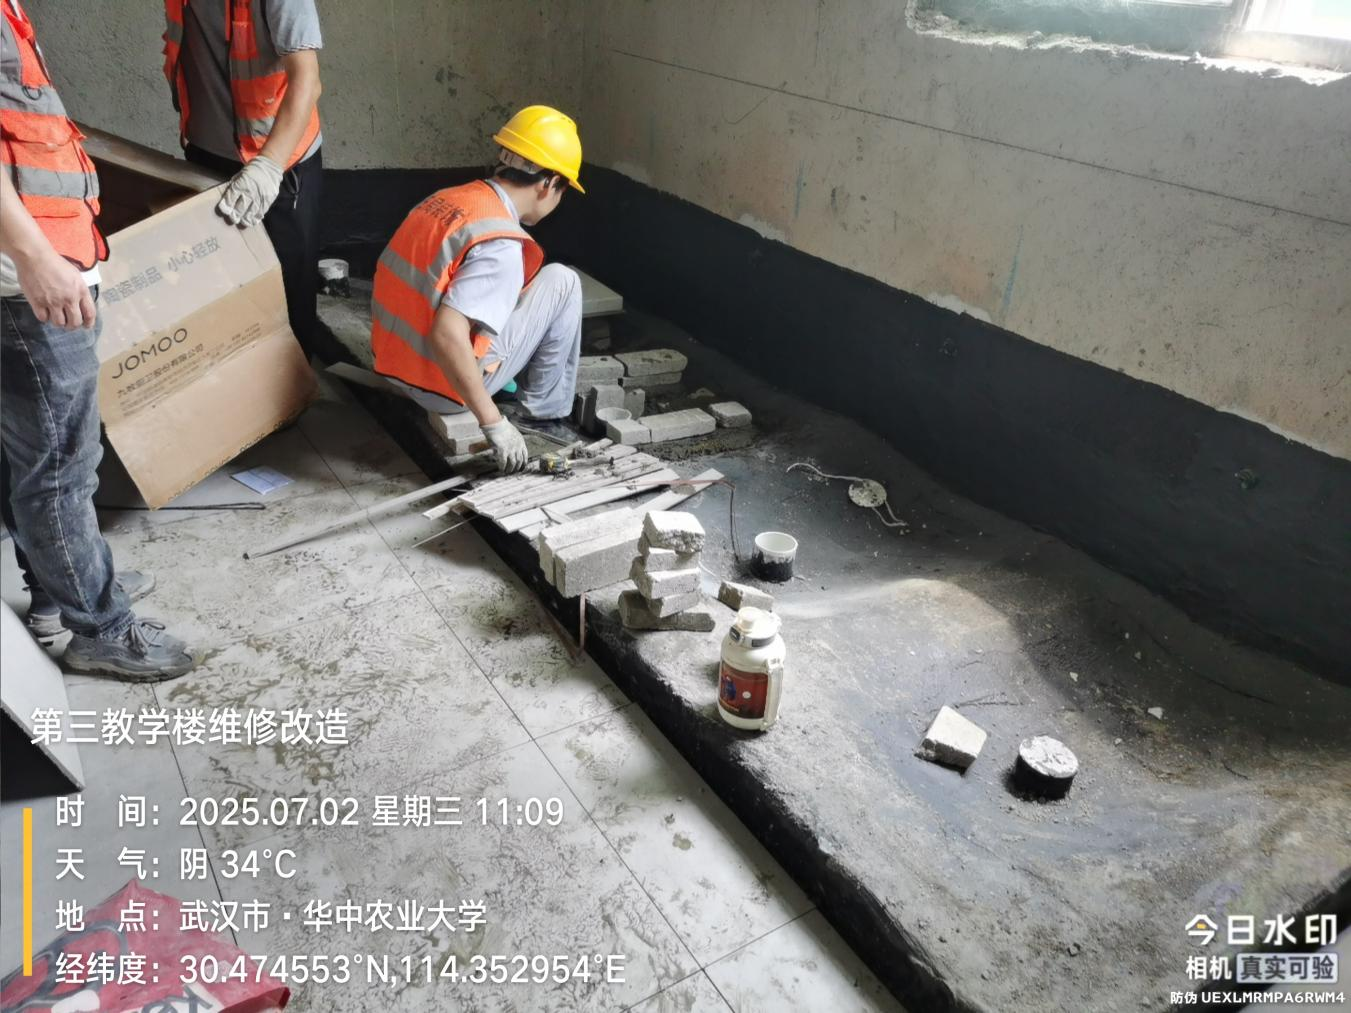 陶瓷制品 小心轻放
JOMOO
第三教学楼维修改造
时 间：2025.07.02 星期三 11:09
天 气：阴 34°C
地 点：武汉市·华中农业大学
经纬度：30.474553°N,114.352954°E
今日水印
相机 真实可验
防伪 UEXLMRMPA6RWM4